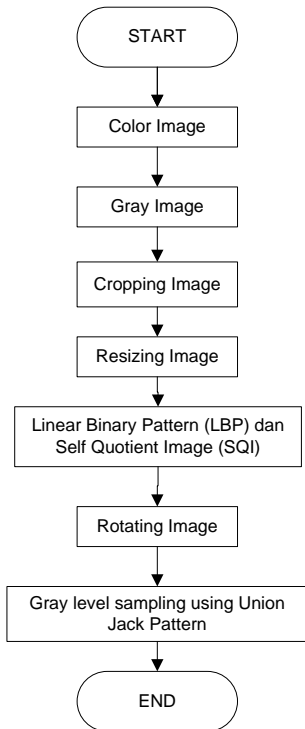 START
Color Image
Gray Image
Cropping Image
Resizing Image
Linear Binary Pattern (LBP) dan
Self Quotient Image (SQI)
Rotating Image
Gray level sampling using Union
Jack Pattern
END